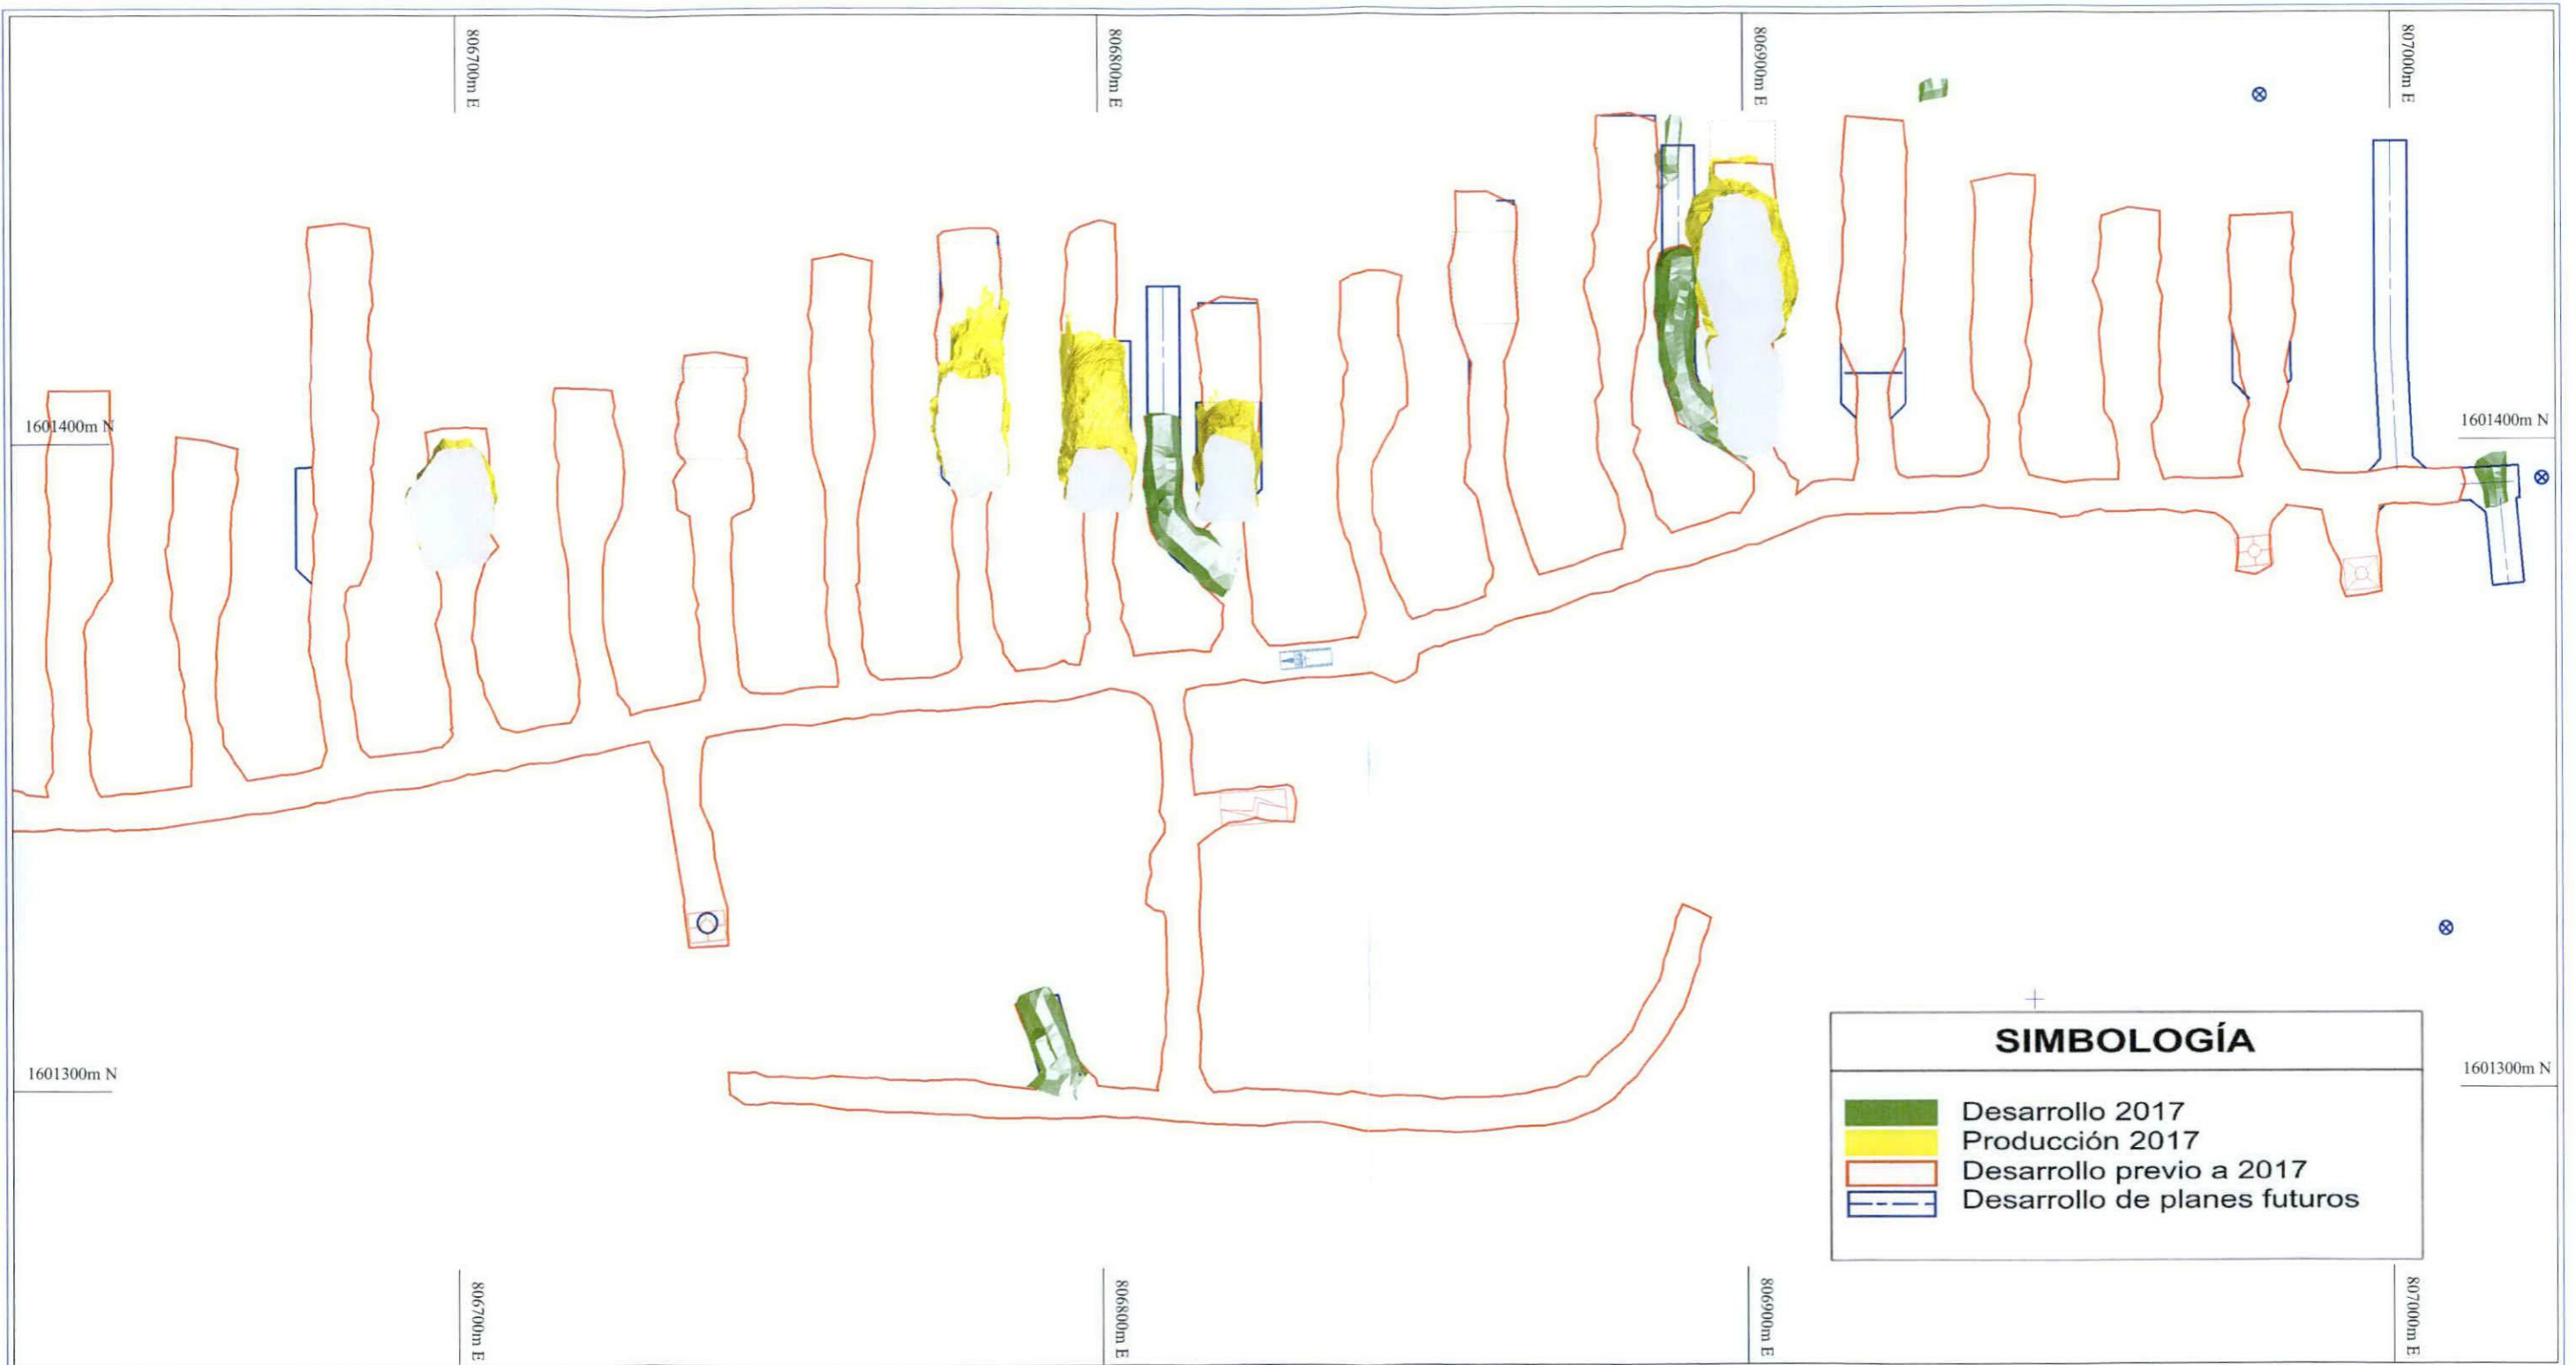 806700m E
806800m E
806900m E
807000m E
1601400m N
1601400m N
1601300m N
1601300m N
SIMBOLOGÍA
Desarrollo 2017
Producción 2017
Desarrollo previo a 2017
Desarrollo de planes futuros
806700m E
806800m E
806900m E
807000m E